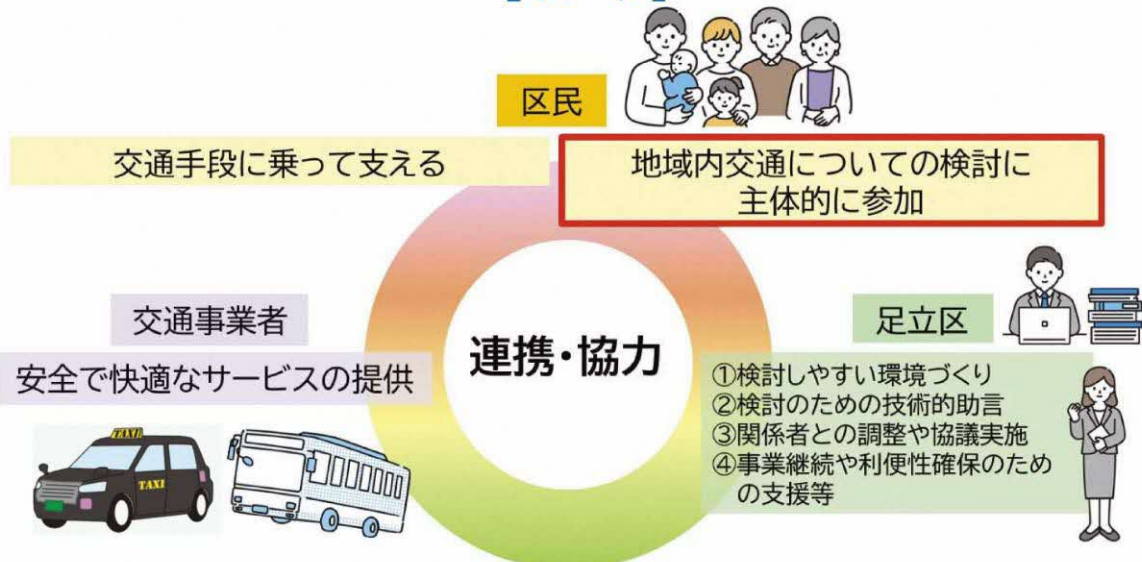 区民
交通手段に乗って支える
地域内交通についての検討に
主体的に参加
交通事業者
安全で快適なサービスの提供
TAXI
TAXI
連携・協力
足立区
①検討しやすい環境づくり
②検討のための技術的助言
③関係者との調整や協議実施
④事業継続や利便性確保のため
の支援等